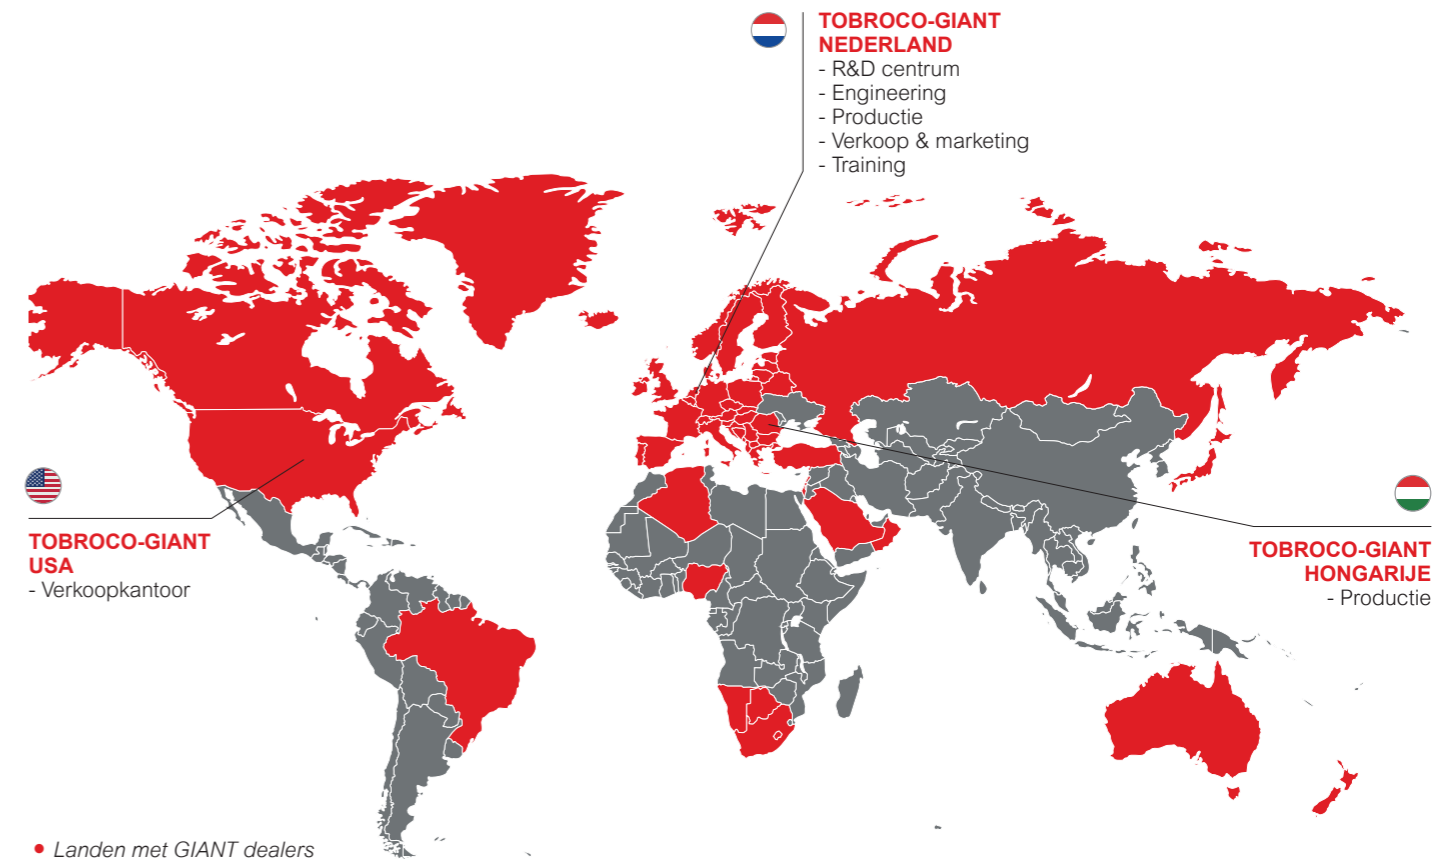 TOBROCO-GIANT
NEDERLAND
- R&D centrum
- Engineering
- Productie
- Verkoop & marketing
- Training
TOBROCO-GIANT
USA
- Verkoopkantoor
TOBROCO-GIANT
HONGARIJE
- Productie
Landen met GIANT dealers